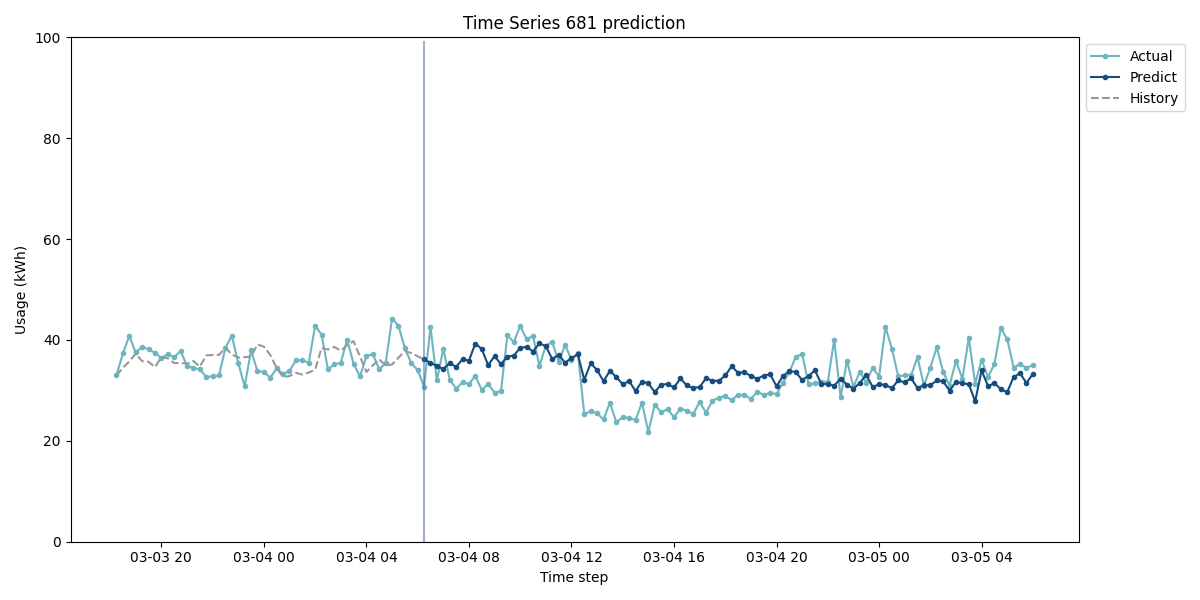 Time Series 681 prediction
100
80
60
40
20
0
Usage (kWh)
03-03 20
03-04 00
03-04 04
03-04 08
03-04 12
03-04 16
03-04 20
03-05 00
03-05 04
Time step
Actual
Predict
History